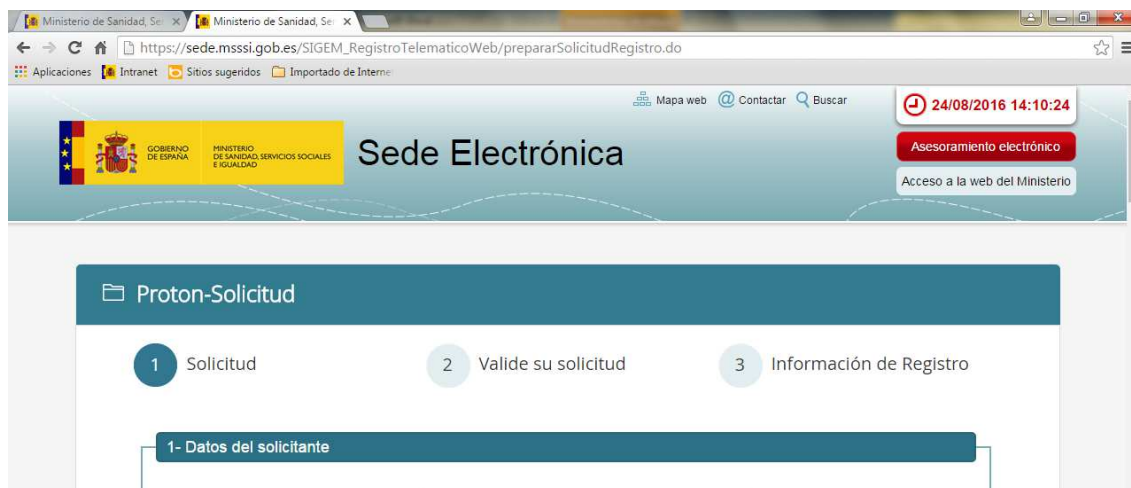 Ministerio de Sanidad, Se
Ministerio de Sanidad, Se
https://sede.msssi.gob.es/SIGEM_RegistroTelematicoWeb/prepararSolicitudRegistro.do
Aplicaciones Intranet Sitios sugeridos Importado de Interne
Mapa web @ Contactar Buscar
24/08/2016 14:10:24
GOBIERNO
DE ESPAÑA
MINISTERIO
DE SANIDAD, SERVICIOS SOCIALES
E IGUALDAD
Sede Electrónica
Asesoramiento electrónico
Acceso a la web del Ministerio
Proton-Solicitud
1 Solicitud
2 Valide su solicitud
3 Información de Registro
1- Datos del solicitante